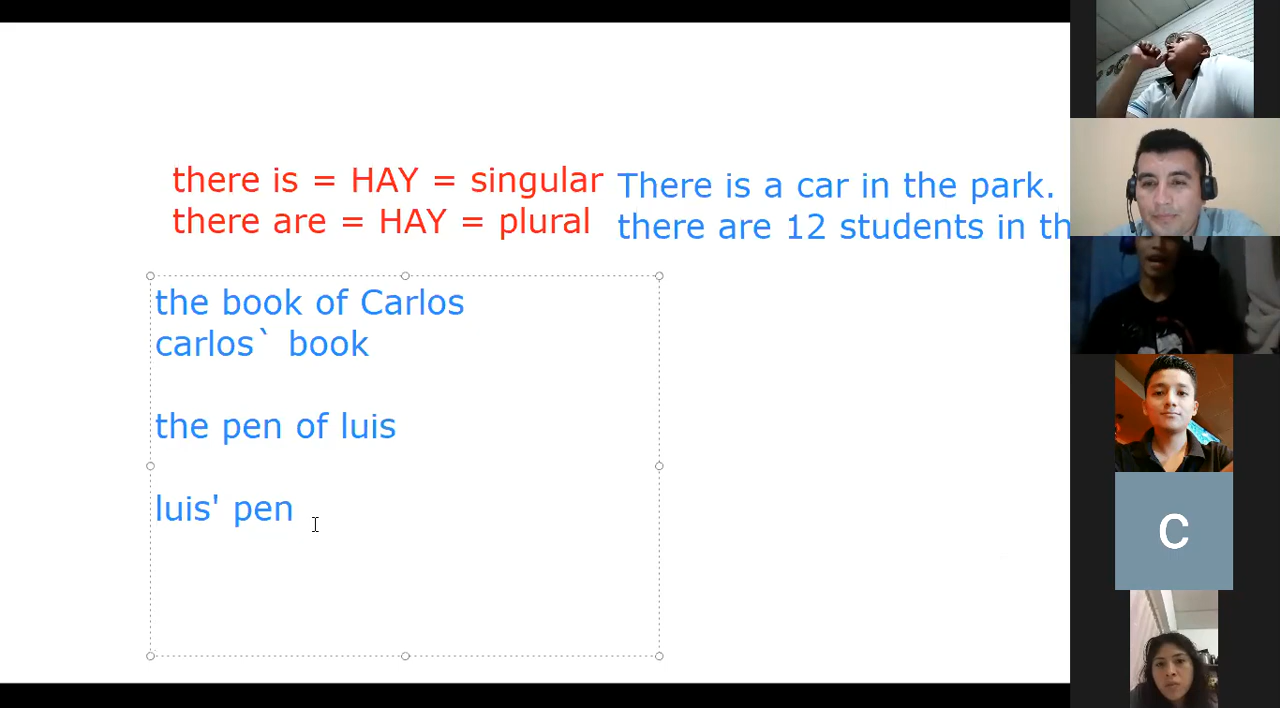 there is = HAY = singular
there are = HAY = plural
There is a car in the park.
there are 12 students in th
the book of Carlos
carlos` book
the pen of luis
luis' pen
C